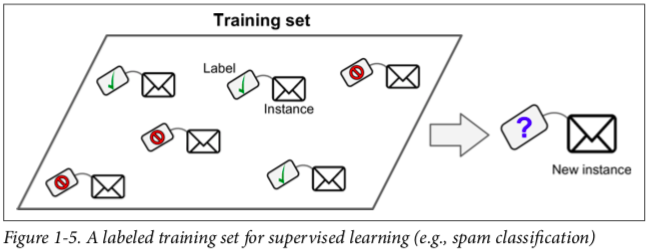 Training set
Label
Instance
?
New instance
Figure 1-5. A labeled training set for supervised learning (e.g., spam classification)